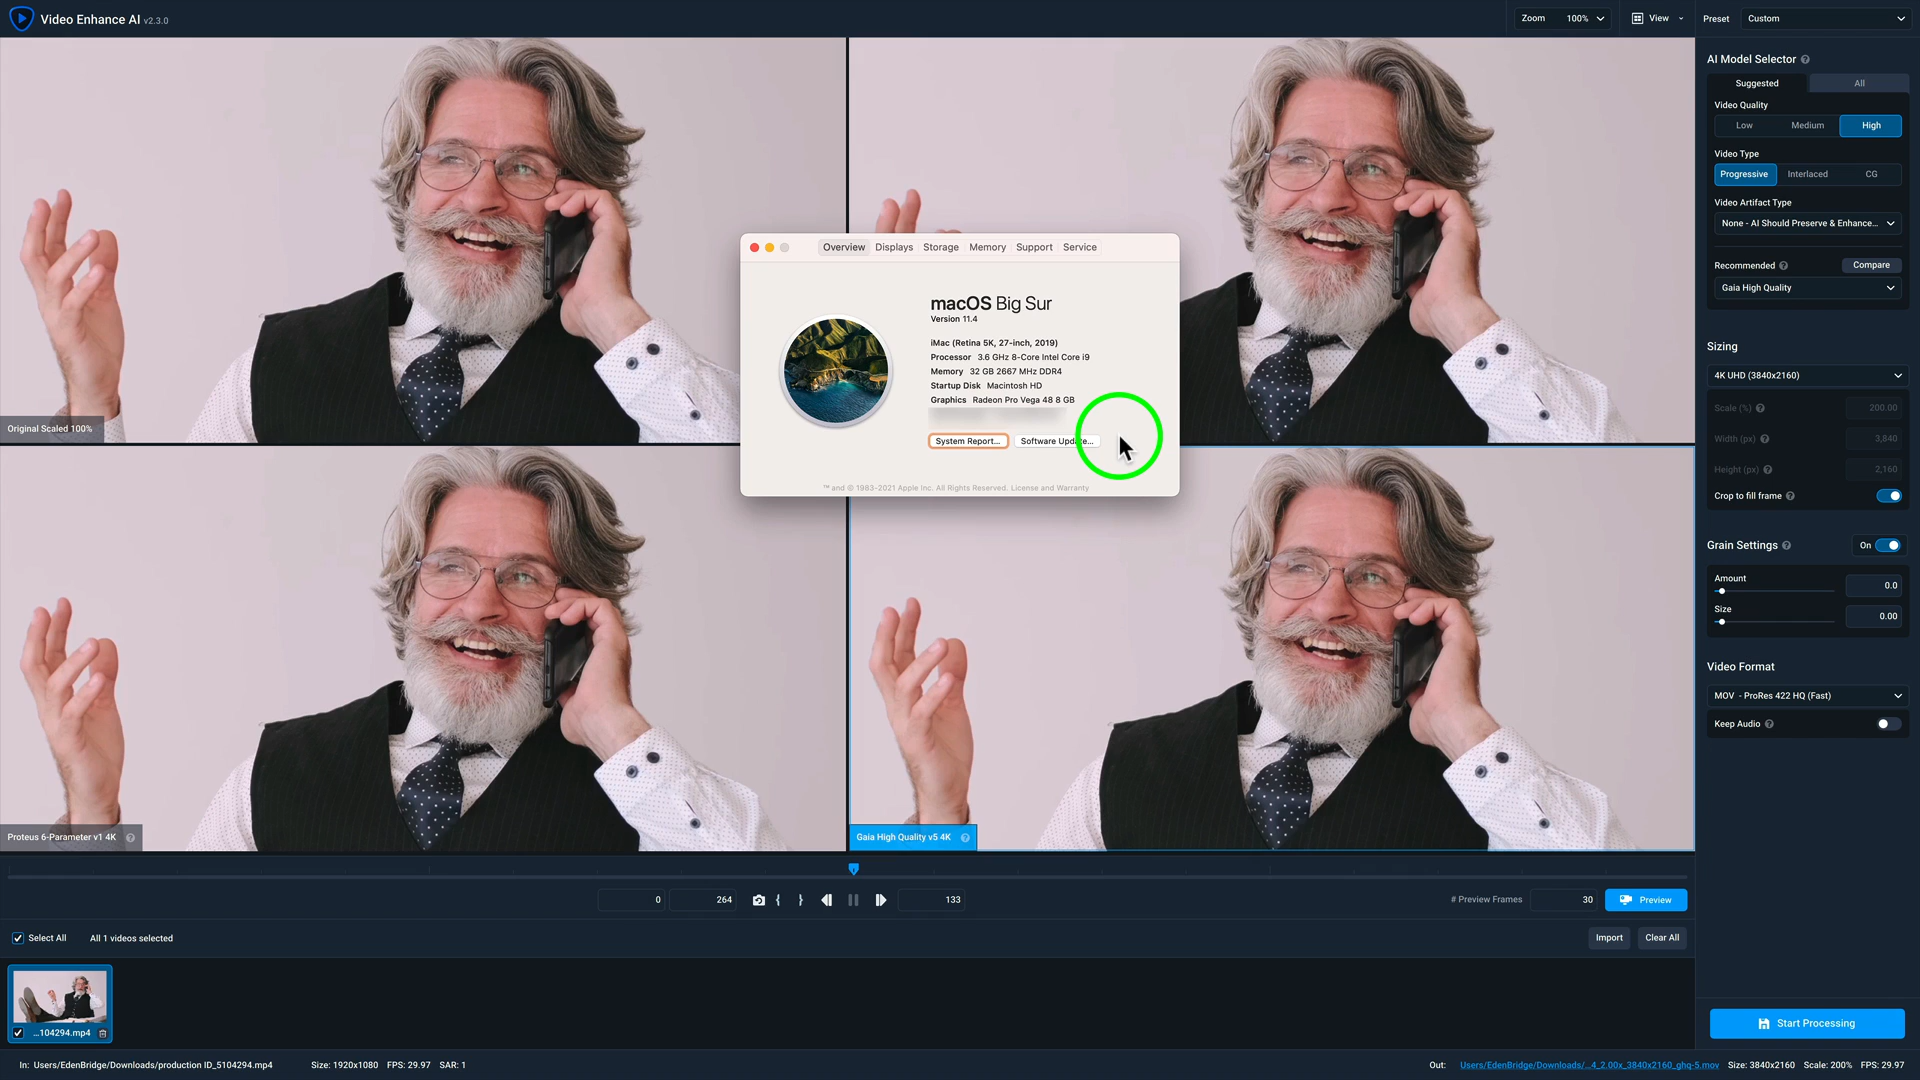 Video Enhance AI v2.3.0
Zoom 100%
View
Preset Custom
AI Model Selector
Suggested All
Video Quality
Low Medium High
Video Type
Progressive Interlaced CG
Video Artifact Type
None - AI Should Preserve & Enhance...
Recommended Compare
Gaia High Quality
Sizing
4K UHD (3840x2160)
Scale (%) 200.00
Width (px) 3,840
Height (px) 2,160
Crop to fill frame
Grain Settings On
Amount 0.0
Size 0.00
Video Format
MOV - ProRes 422 HQ (Fast)
Keep Audio
Overview Displays Storage Memory Support Service
macOS Big Sur
Version 11.4
iMac (Retina 5K, 27-inch, 2019)
Processor 3.6 GHz 8-Core Intel Core i9
Memory 32 GB 2667 MHz DDR4
Startup Disk Macintosh HD
Graphics Radeon Pro Vega 48 8 GB
System Report... Software Update...
™ and © 1983-2021 Apple Inc. All Rights Reserved. License and Warranty
Original Scaled 100%
Proteus 6-Parameter v1 4K
Gaia High Quality v5 4K
0 264 133
# Preview Frames 30 Preview
Select All All 1 videos selected
Import Clear All
...104294.mp4
Start Processing
In: Users/EdenBridge/Downloads/production ID_5104294.mp4 Size: 1920x1080 FPS: 29.97 SAR: 1
Out: Users/EdenBridge/Downloads/...4_2.00x_3840x2160_ghq-5.mov Size: 3840x2160 Scale: 200% FPS: 29.97